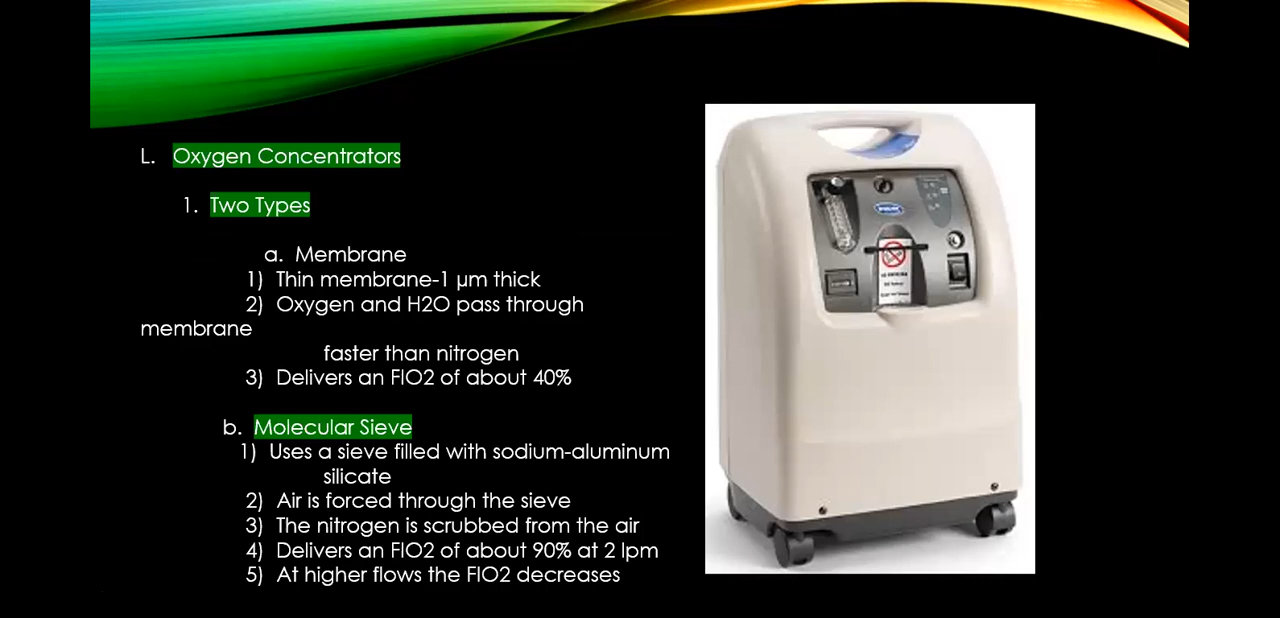 L. Oxygen Concentrators
1. Two Types
a. Membrane
1) Thin membrane-1 µm thick
2) Oxygen and H2O pass through
membrane
faster than nitrogen
3) Delivers an FIO2 of about 40%
b. Molecular Sieve
1) Uses a sieve filled with sodium-aluminum
silicate
2) Air is forced through the sieve
3) The nitrogen is scrubbed from the air
4) Delivers an FIO2 of about 90% at 2 lpm
5) At higher flows the FIO2 decreases